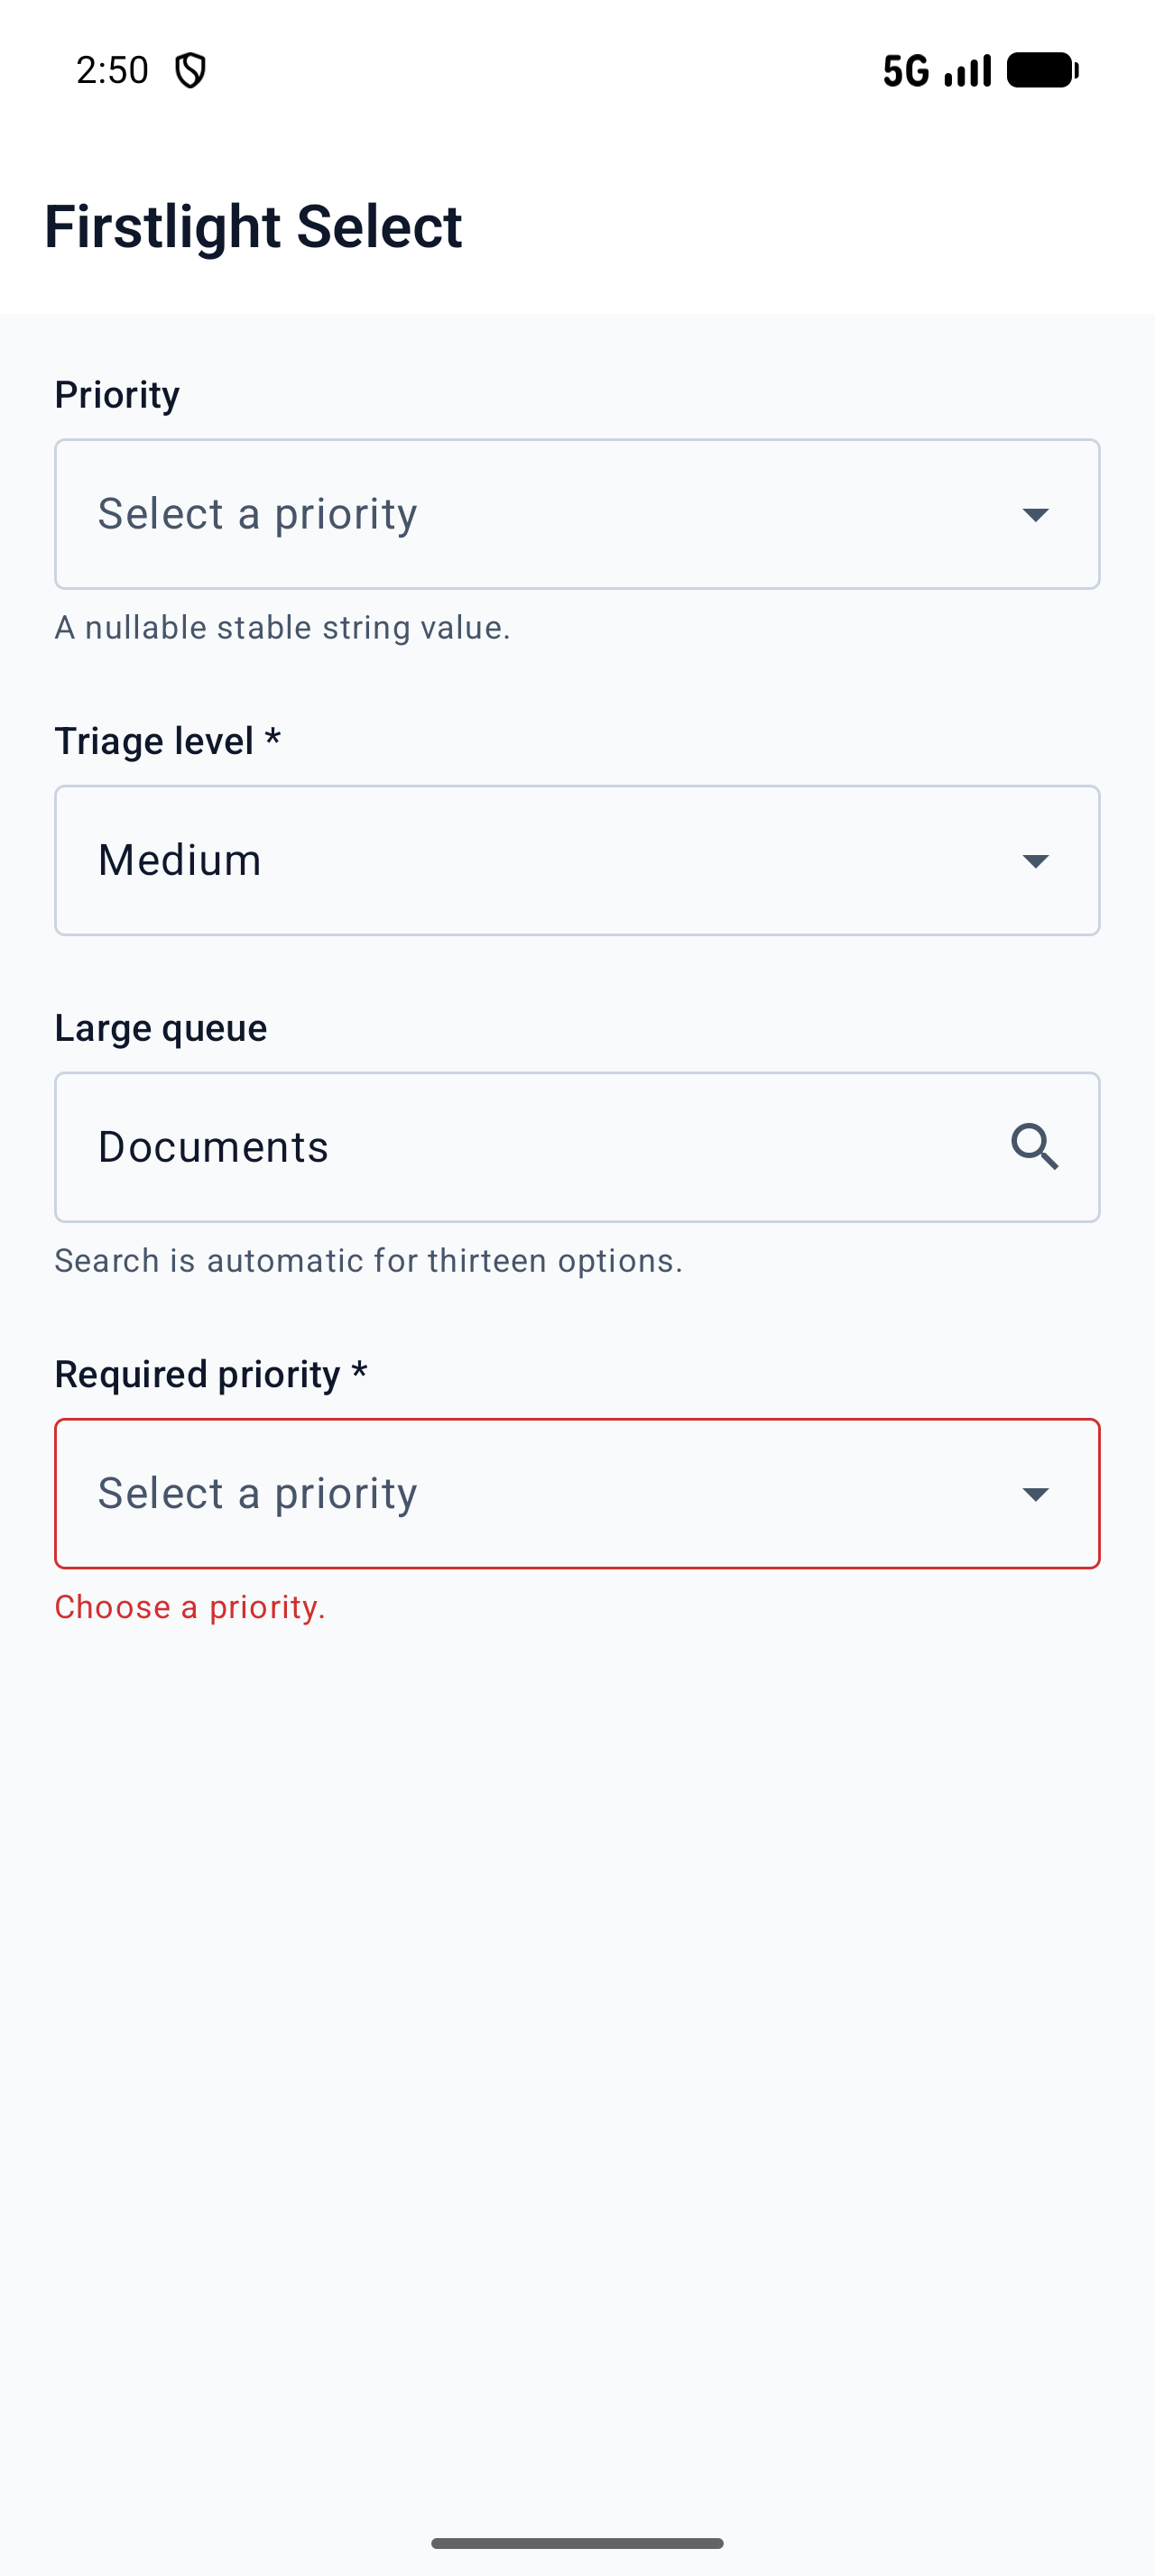 2:50
5G
Firstlight Select
Priority
Select a priority
A nullable stable string value.
Triage level *
Medium
Large queue
Documents
Search is automatic for thirteen options.
Required priority *
Select a priority
Choose a priority.